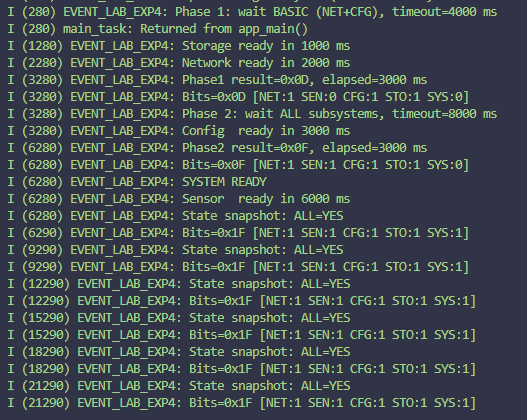 I (280) EVENT_LAB_EXP4: Phase 1: wait BASIC (NET+CFG), timeout=4000 ms
I (280) main_task: Returned from app_main()
I (1280) EVENT_LAB_EXP4: Storage ready in 1000 ms
I (2280) EVENT_LAB_EXP4: Network ready in 2000 ms
I (3280) EVENT_LAB_EXP4: Phase1 result=0x0D, elapsed=3000 ms
I (3280) EVENT_LAB_EXP4: Bits=0x0D [NET:1 SEN:0 CFG:1 STO:1 SYS:0]
I (3280) EVENT_LAB_EXP4: Phase 2: wait ALL subsystems, timeout=8000 ms
I (3280) EVENT_LAB_EXP4: Config  ready in 3000 ms
I (6280) EVENT_LAB_EXP4: Phase2 result=0x0F, elapsed=3000 ms
I (6280) EVENT_LAB_EXP4: Bits=0x0F [NET:1 SEN:1 CFG:1 STO:1 SYS:0]
I (6280) EVENT_LAB_EXP4: SYSTEM READY
I (6280) EVENT_LAB_EXP4: Sensor  ready in 6000 ms
I (6280) EVENT_LAB_EXP4: State snapshot: ALL=YES
I (6290) EVENT_LAB_EXP4: Bits=0x1F [NET:1 SEN:1 CFG:1 STO:1 SYS:1]
I (9290) EVENT_LAB_EXP4: State snapshot: ALL=YES
I (9290) EVENT_LAB_EXP4: Bits=0x1F [NET:1 SEN:1 CFG:1 STO:1 SYS:1]
I (12290) EVENT_LAB_EXP4: State snapshot: ALL=YES
I (12290) EVENT_LAB_EXP4: Bits=0x1F [NET:1 SEN:1 CFG:1 STO:1 SYS:1]
I (15290) EVENT_LAB_EXP4: State snapshot: ALL=YES
I (15290) EVENT_LAB_EXP4: Bits=0x1F [NET:1 SEN:1 CFG:1 STO:1 SYS:1]
I (18290) EVENT_LAB_EXP4: State snapshot: ALL=YES
I (18290) EVENT_LAB_EXP4: Bits=0x1F [NET:1 SEN:1 CFG:1 STO:1 SYS:1]
I (21290) EVENT_LAB_EXP4: State snapshot: ALL=YES
I (21290) EVENT_LAB_EXP4: Bits=0x1F [NET:1 SEN:1 CFG:1 STO:1 SYS:1]